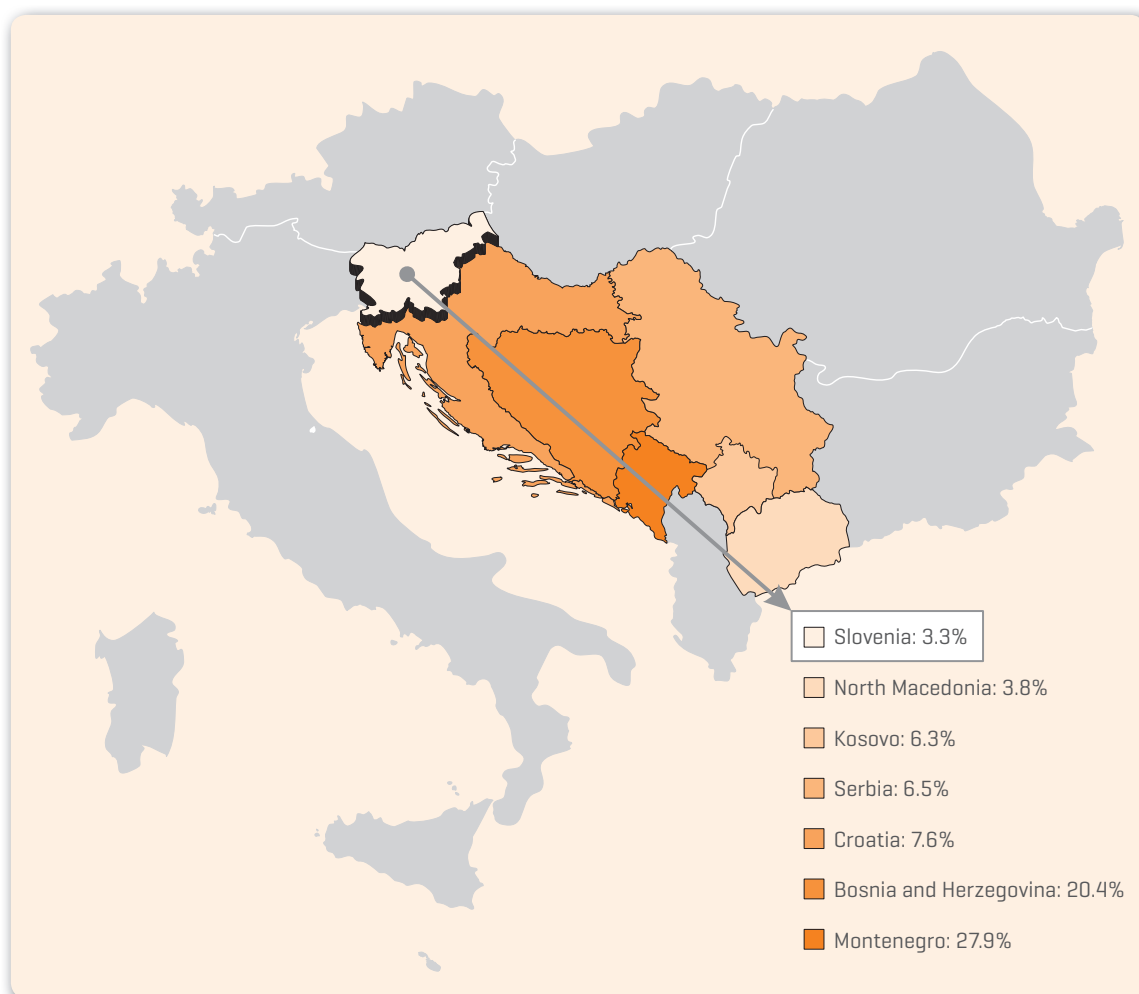 Slovenia: 3.3%
North Macedonia: 3.8%
Kosovo: 6.3%
Serbia: 6.5%
Croatia: 7.6%
Bosnia and Herzegovina: 20.4%
Montenegro: 27.9%